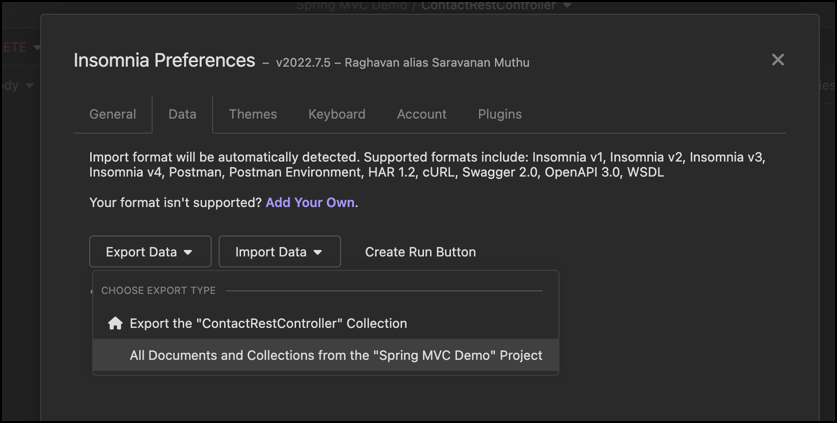 Spring MVC Demo / ContactRestController
ETE
Insomnia Preferences – v2022.7.5 – Raghavan alias Saravanan Muthu
ody
ies
General Data Themes Keyboard Account Plugins
Import format will be automatically detected. Supported formats include: Insomnia v1, Insomnia v2, Insomnia v3,
Insomnia v4, Postman, Postman Environment, HAR 1.2, cURL, Swagger 2.0, OpenAPI 3.0, WSDL
Your format isn't supported? Add Your Own.
Export Data Import Data Create Run Button
CHOOSE EXPORT TYPE
Export the "ContactRestController" Collection
All Documents and Collections from the "Spring MVC Demo" Project